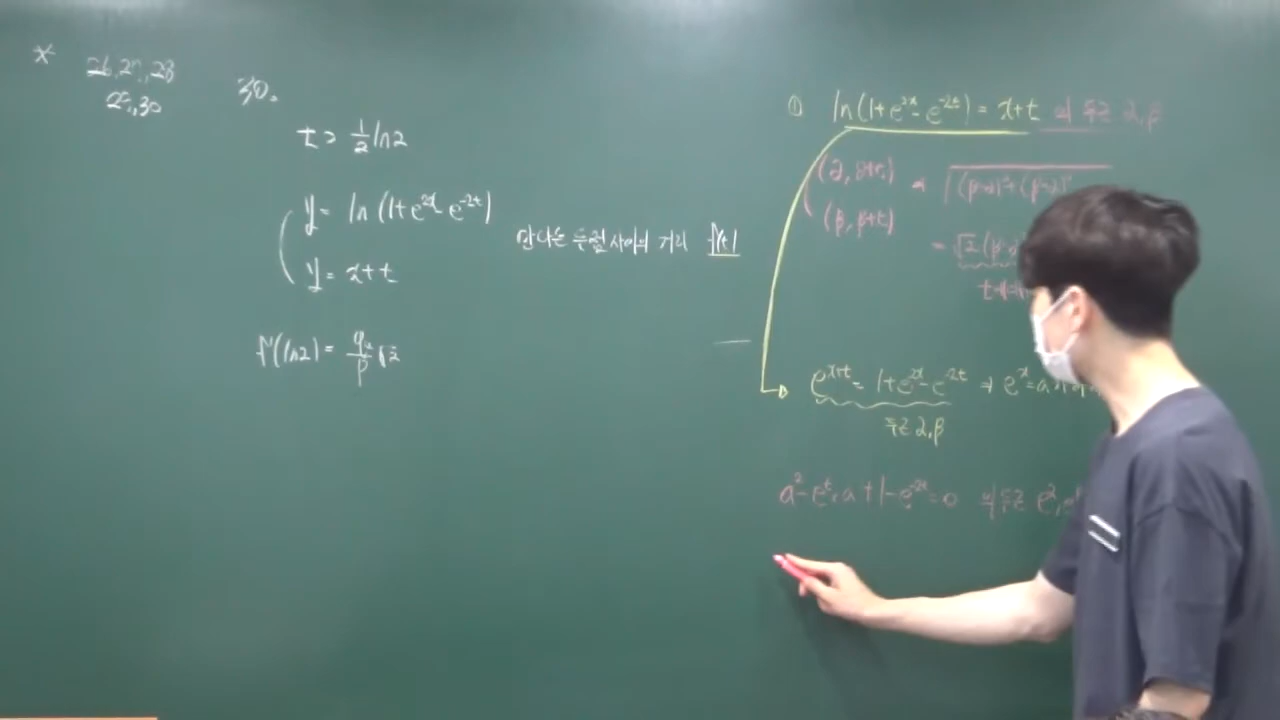 * 26, 27, 28
29, 30
30.
t > 1/2 ln2
y = ln(1+e^{2x}-e^{-2t})
y = x+t
만나는 두점 사이의 거리 f(t)
f'(ln2) = q/p √2
① ln(1+e^{2x}-e^{-2t}) = x+t 의 두근 α, β
(α, α+t)
⇒ √(β-α)²+(β-α)²
(β, β+t)
= √2(β-α
e^{x+t} = 1+e^{2x}-e^{-2t} ⇒ e^x = a
두근 α, β
a²-e^t·a+1-e^{-2t}=0 의 두근 e^α,